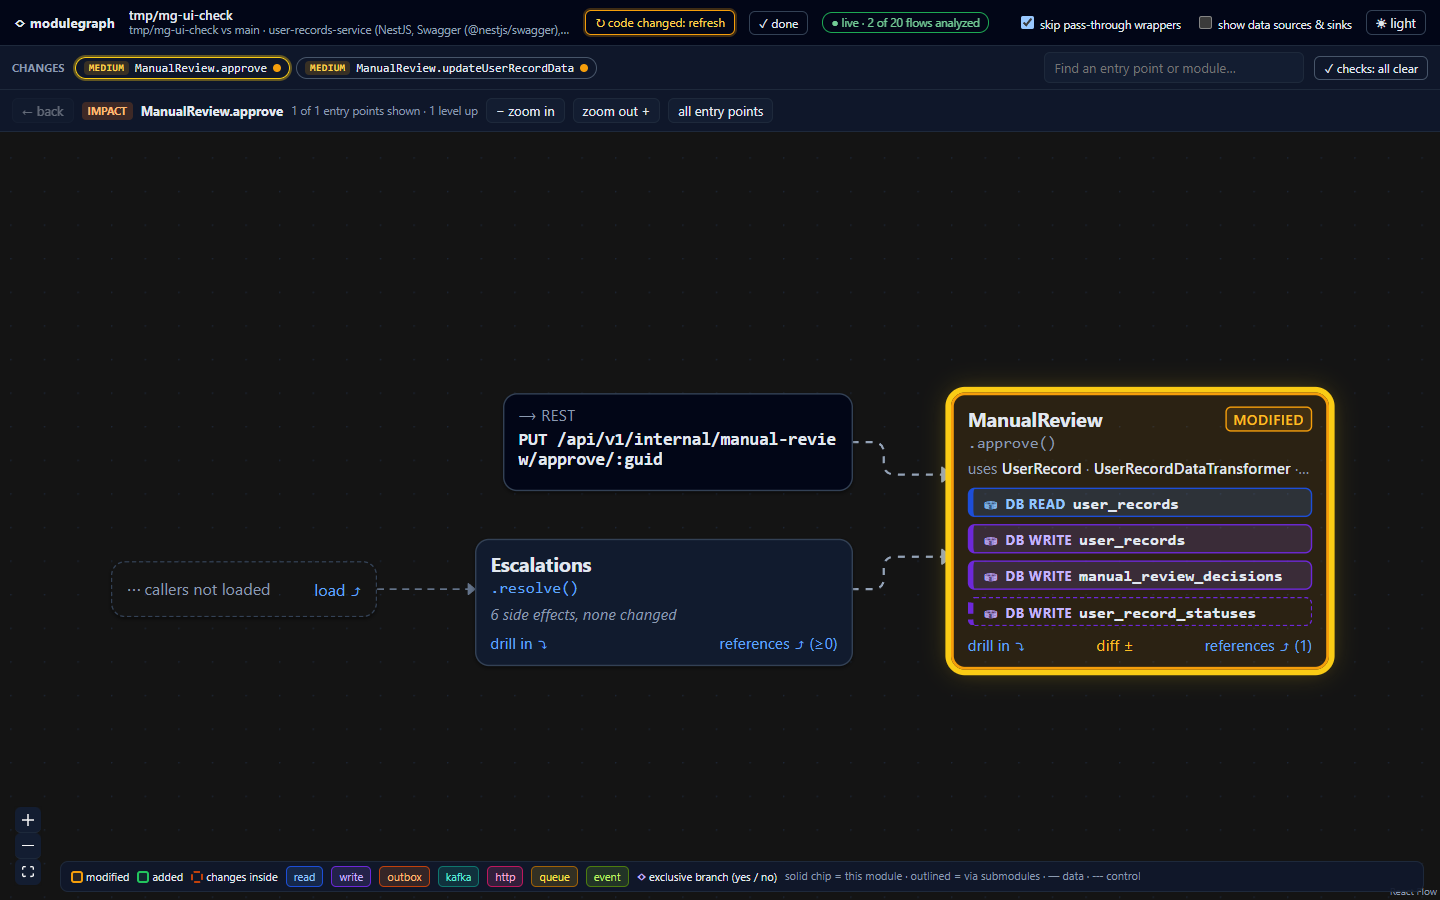 modulegraph
tmp/mg-ui-check
tmp/mg-ui-check vs main · user-records-service (NestJS, Swagger (@nestjs/swagger),...
↻ code changed: refresh
✓ done
● live · 2 of 20 flows analyzed
skip pass-through wrappers
show data sources & sinks
☀ light
CHANGES
MEDIUM ManualReview.approve
MEDIUM ManualReview.updateUserRecordData
Find an entry point or module...
✓ checks: all clear
← back
IMPACT
ManualReview.approve
1 of 1 entry points shown · 1 level up
− zoom in
zoom out +
all entry points
→ REST
PUT /api/v1/internal/manual-revie
w/approve/:guid
ManualReview
MODIFIED
.approve()
uses UserRecord · UserRecordDataTransformer ·...
DB READ user_records
DB WRITE user_records
DB WRITE manual_review_decisions
DB WRITE user_record_statuses
drill in ⤵
diff ±
references ⤴ (1)
··· callers not loaded
load ⤴
Escalations
.resolve()
6 side effects, none changed
drill in ⤵
references ⤴ (≥0)
modified
added
changes inside
read
write
outbox
kafka
http
queue
event
exclusive branch (yes / no)
solid chip = this module · outlined = via submodules · — data · --- control
React Flow